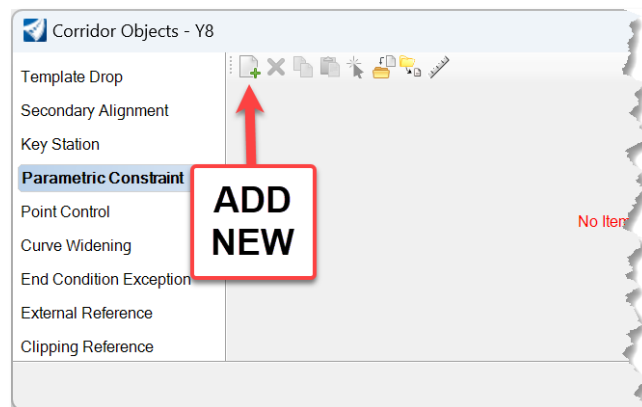 Corridor Objects - Y8
Template Drop
Secondary Alignment
Key Station
Parametric Constraint
Point Control
Curve Widening
End Condition Exception
External Reference
Clipping Reference
ADD
NEW
No Item